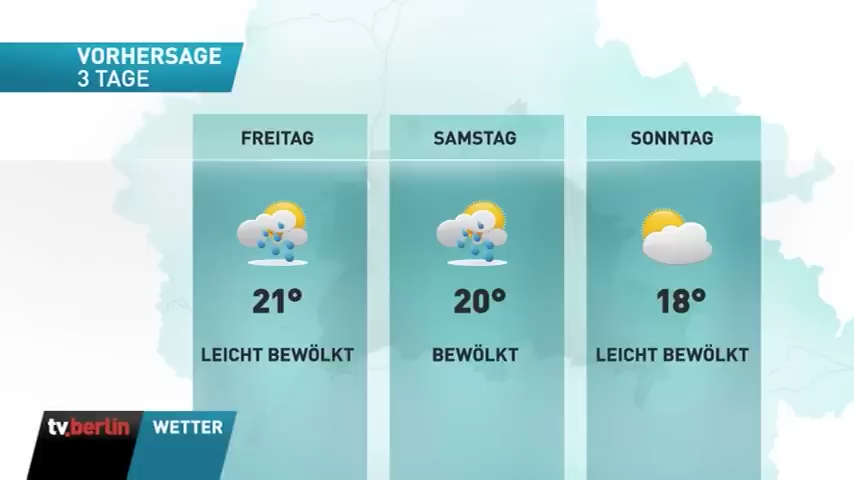 VORHERSAGE
3 TAGE
FREITAG
SAMSTAG
SONNTAG
21°
20°
18°
LEICHT BEWÖLKT
BEWÖLKT
LEICHT BEWÖLKT
tv.berlin
WETTER